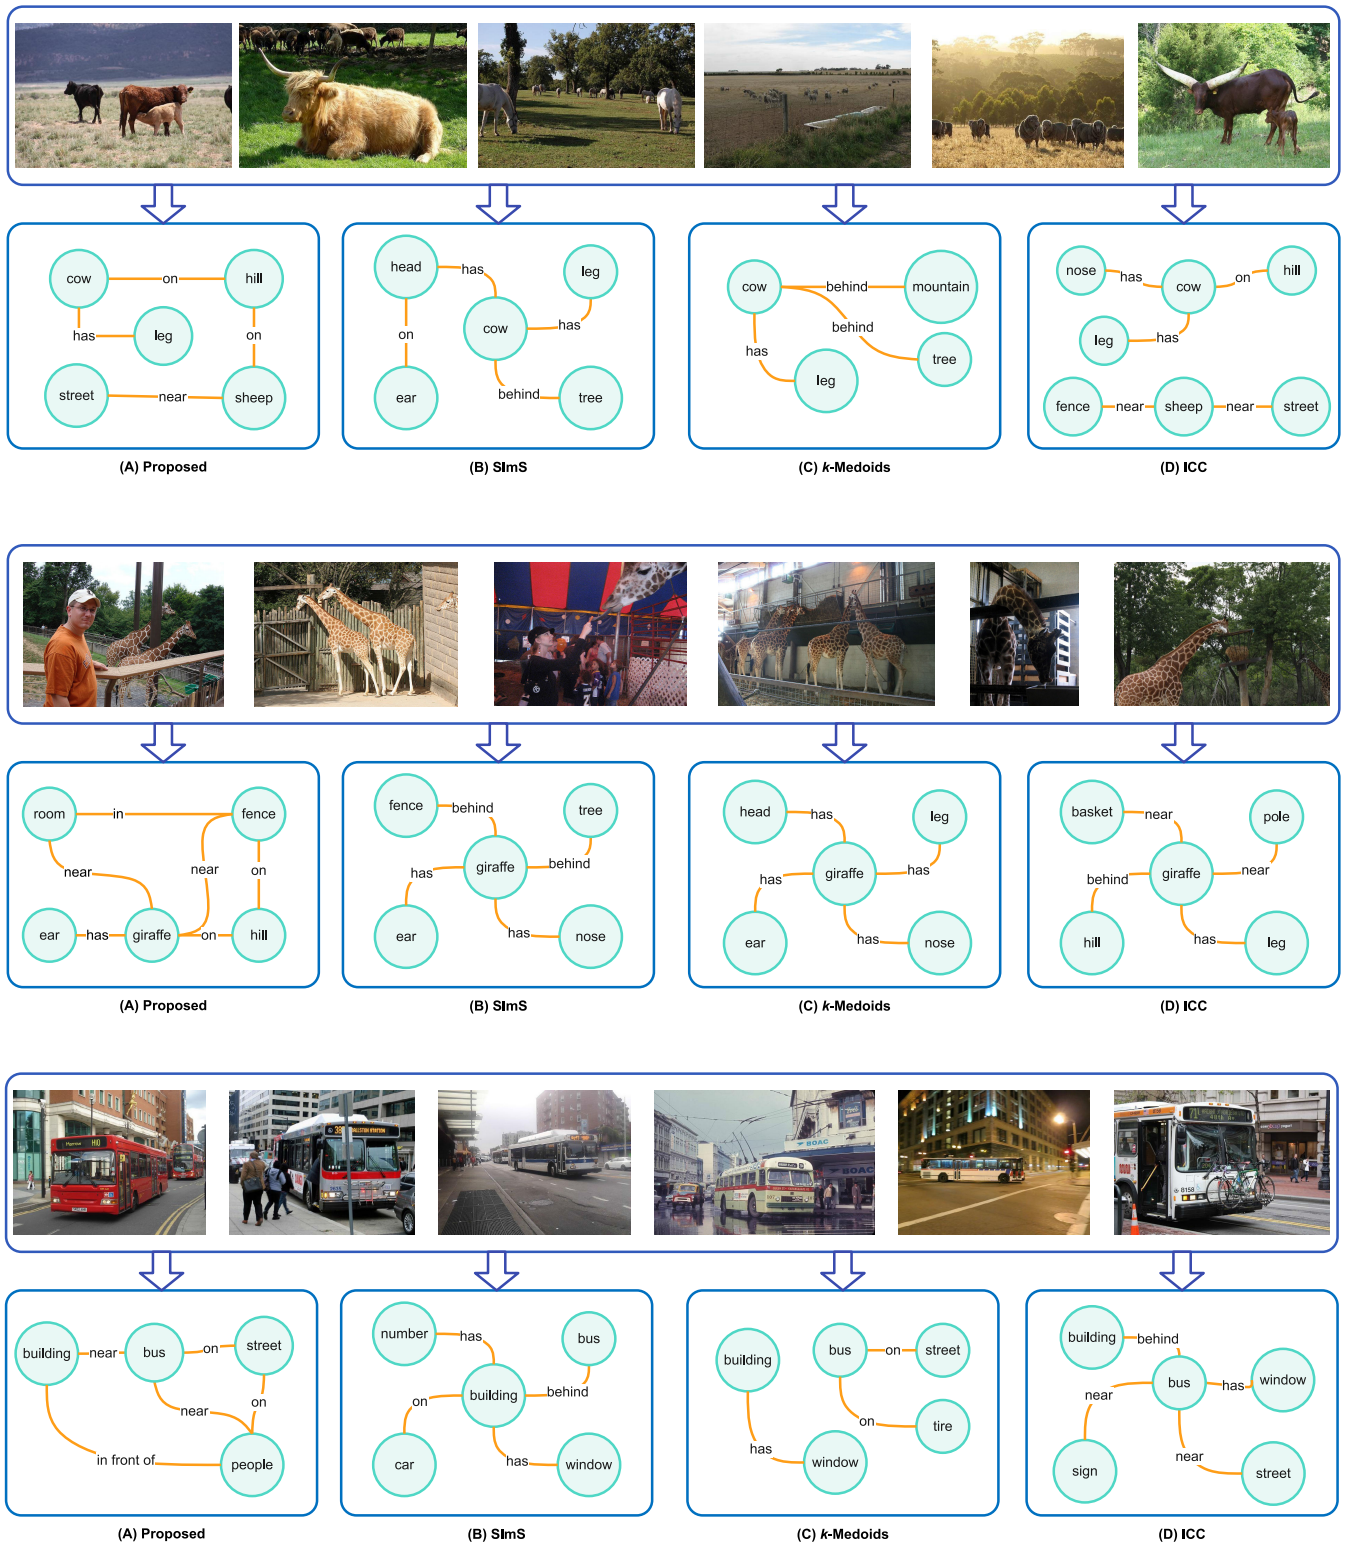 cow on hill
has leg on
street near sheep
(A) Proposed
head has leg
on cow has
ear behind tree
(B) SImS
cow behind mountain
behind
has tree
leg
(C) k-Medoids
nose has cow on hill
leg has
fence near sheep near street
(D) ICC
room in fence
near near on
ear has giraffe on hill
(A) Proposed
fence behind tree
has giraffe behind
ear has nose
(B) SImS
head has leg
has giraffe has
ear has nose
(C) k-Medoids
basket near pole
behind giraffe near
hill has leg
(D) ICC
BOAC
BOAC
8158
building near bus on street
near on
in front of people
(A) Proposed
number has bus
on building behind
car has window
(B) SImS
building bus on street
on tire
has window
(C) k-Medoids
building behind
near bus has window
sign near street
(D) ICC